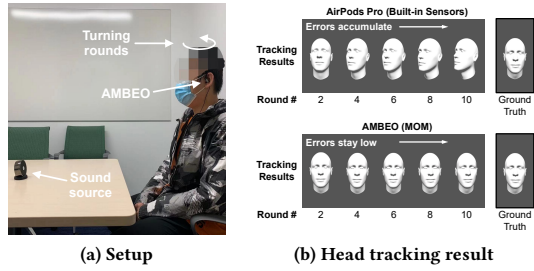 Turning
rounds
AMBEO
Sound
source
(a) Setup
AirPods Pro (Built-in Sensors)
Errors accumulate
Tracking
Results
Round #
2 4 6 8 10
Ground
Truth
AMBEO (MOM)
Errors stay low
Tracking
Results
Round #
2 4 6 8 10
Ground
Truth
(b) Head tracking result